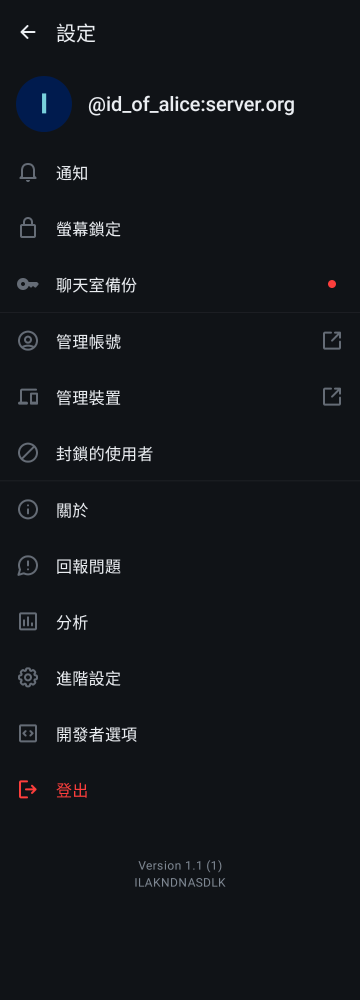 設定
I
@id_of_alice:server.org
通知
螢幕鎖定
聊天室備份
管理帳號
管理裝置
封鎖的使用者
關於
回報問題
分析
進階設定
開發者選項
登出
Version 1.1 (1)
ILAKNDNASDLK